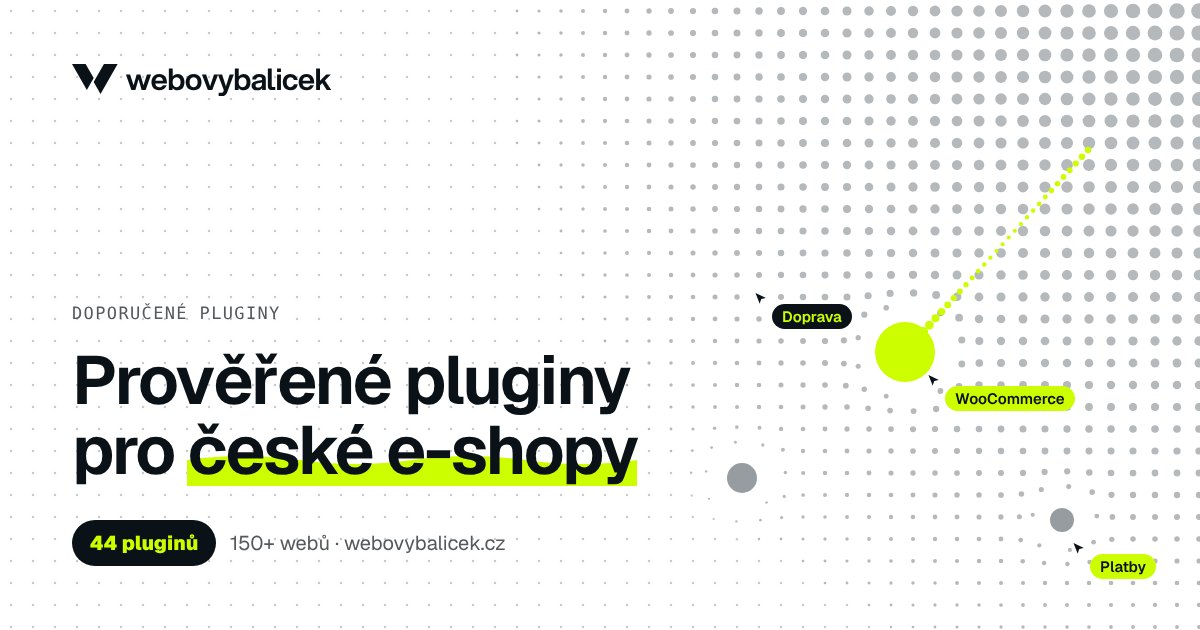 webovybalicek
DOPORUČENÉ PLUGINY
Prověřené pluginy
pro české e-shopy
44 pluginů
150+ webů · webovybalicek.cz
Doprava
WooCommerce
Platby